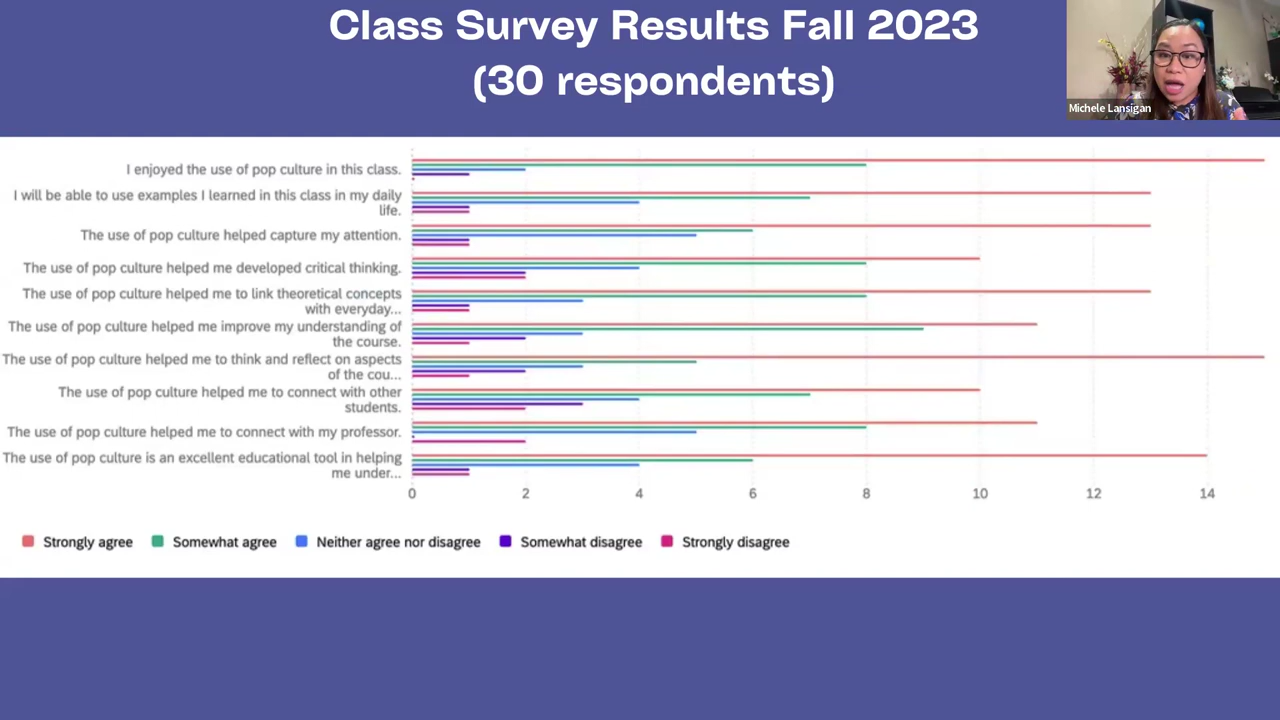 Class Survey Results Fall 2023
(30 respondents)
Michele Lansigan
I enjoyed the use of pop culture in this class.
I will be able to use examples I learned in this class in my daily
life.
The use of pop culture helped capture my attention.
The use of pop culture helped me developed critical thinking.
The use of pop culture helped me to link theoretical concepts
with everyday...
The use of pop culture helped me improve my understanding of
the course.
The use of pop culture helped me to think and reflect on aspects
of the cou...
The use of pop culture helped me to connect with other
students.
The use of pop culture helped me to connect with my professor.
The use of pop culture is an excellent educational tool in helping
me under...
0 2 4 6 8 10 12 14
Strongly agree Somewhat agree Neither agree nor disagree Somewhat disagree Strongly disagree